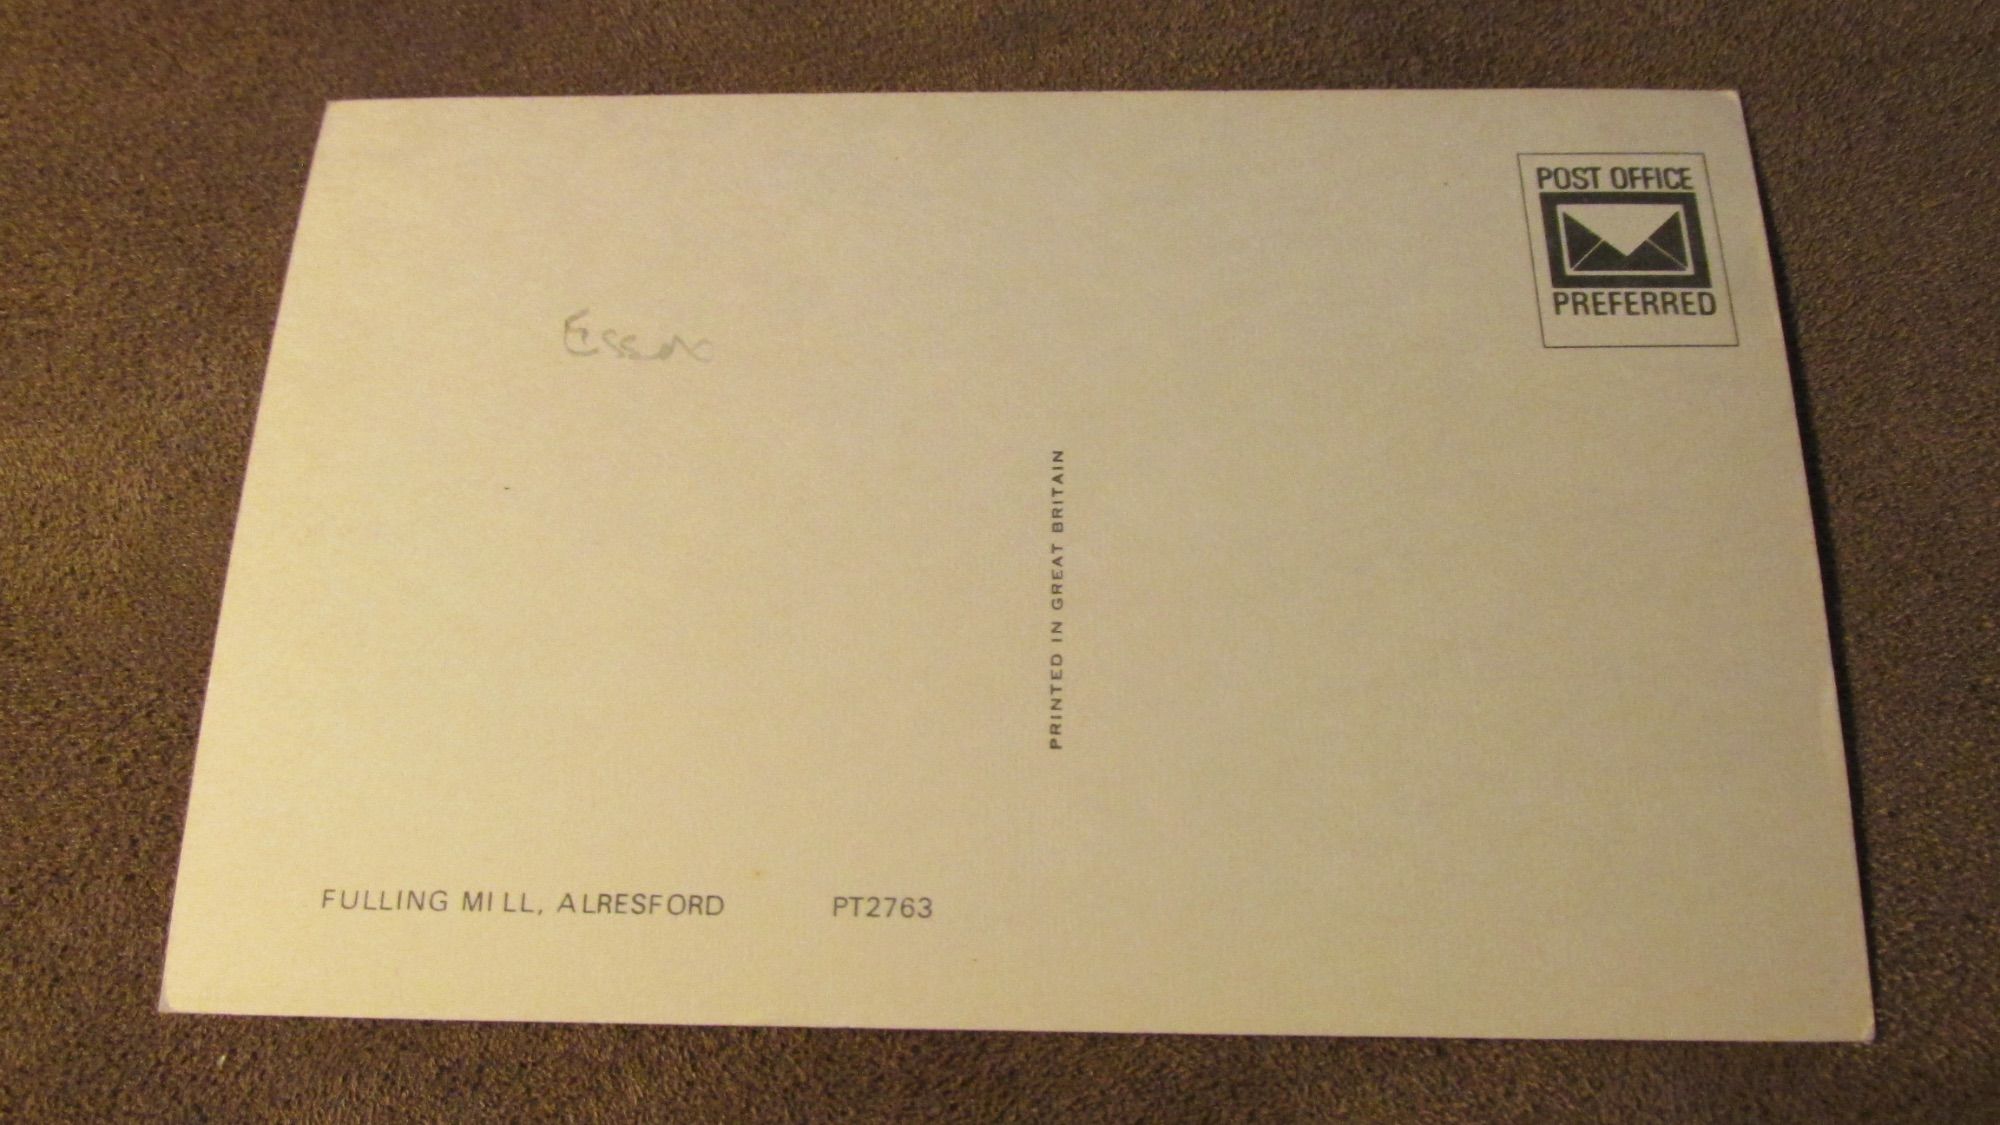 POST OFFICE
PREFERRED
Essex
PRINTED IN GREAT BRITAIN
FULLING MILL, ALRESFORD PT2763